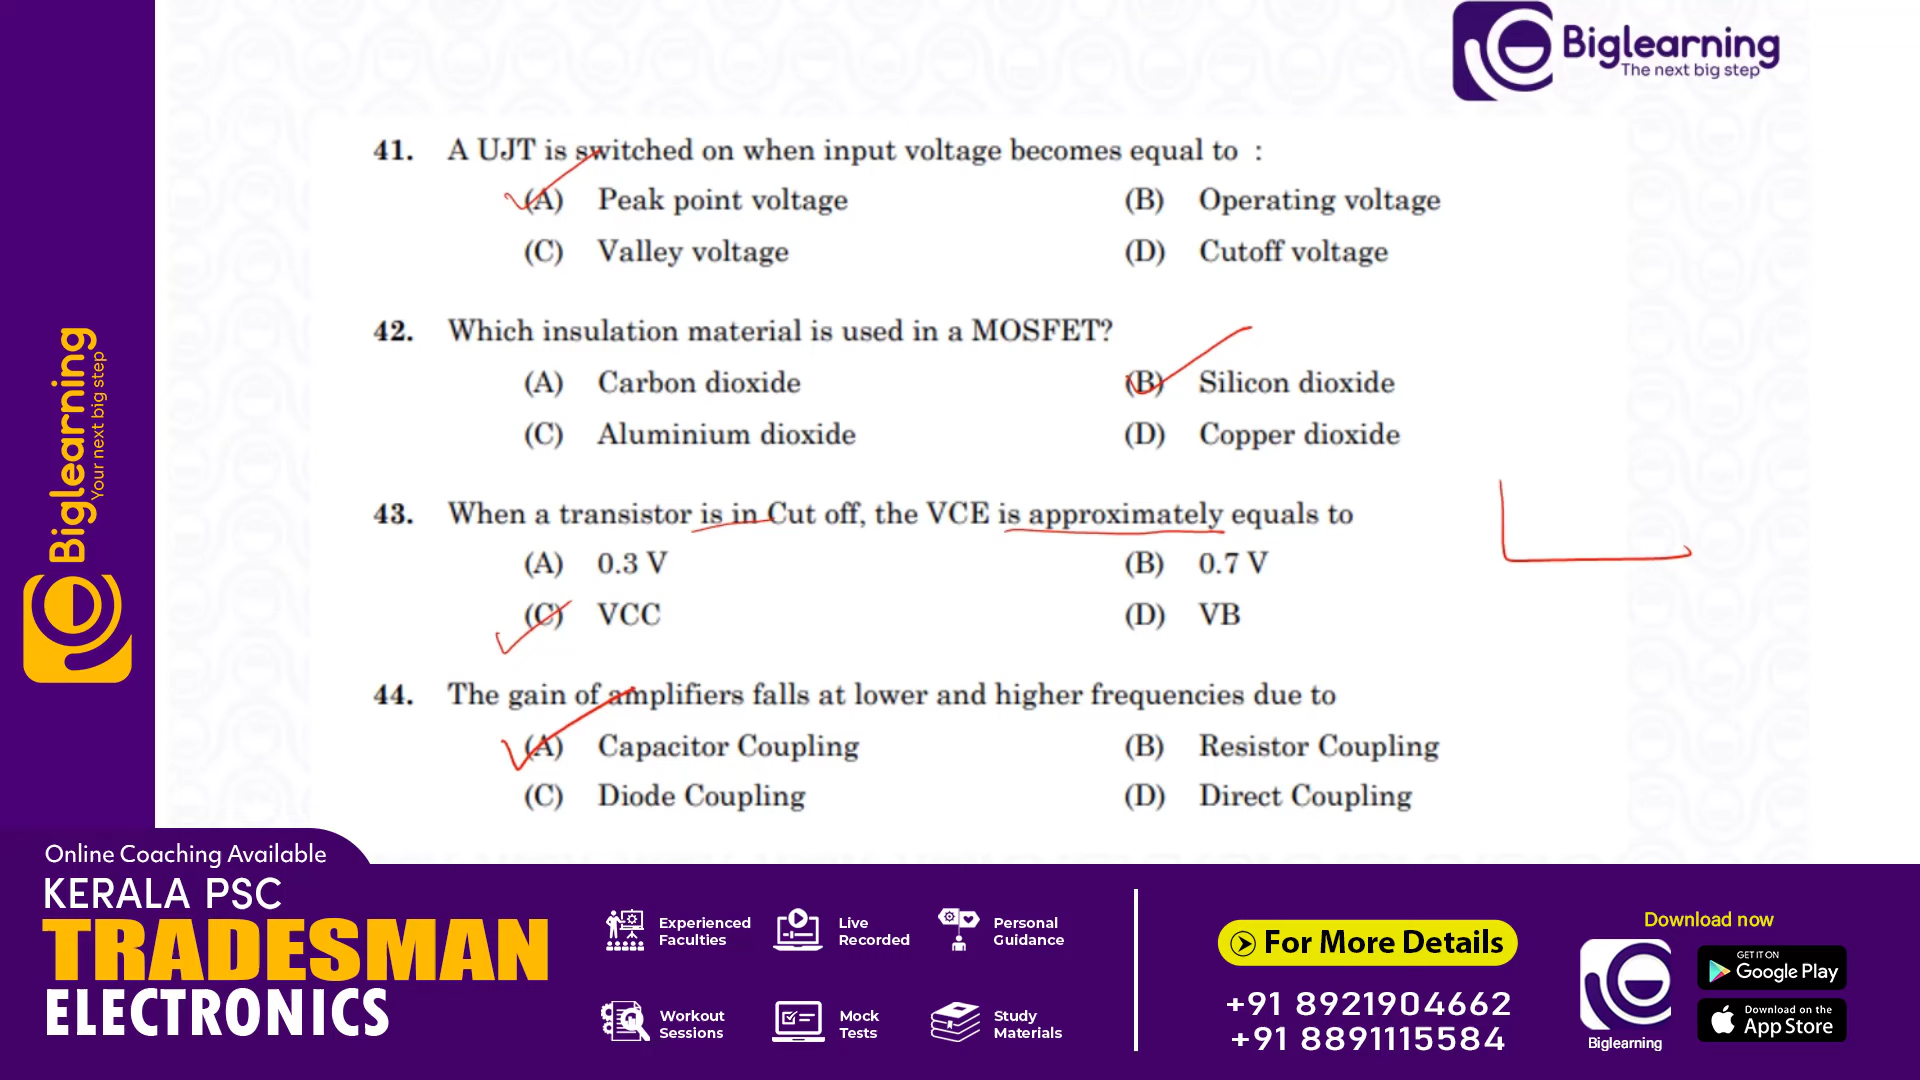 Biglearning
The next big step
41. A UJT is switched on when input voltage becomes equal to :
(A) Peak point voltage (B) Operating voltage
(C) Valley voltage (D) Cutoff voltage
42. Which insulation material is used in a MOSFET?
(A) Carbon dioxide (B) Silicon dioxide
(C) Aluminium dioxide (D) Copper dioxide
43. When a transistor is in Cut off, the VCE is approximately equals to
(A) 0.3 V (B) 0.7 V
(C) VCC (D) VB
44. The gain of amplifiers falls at lower and higher frequencies due to
(A) Capacitor Coupling (B) Resistor Coupling
(C) Diode Coupling (D) Direct Coupling
Biglearning
Your next big step
Online Coaching Available
KERALA PSC
TRADESMAN
ELECTRONICS
Experienced
Faculties
Live
Recorded
Personal
Guidance
Workout
Sessions
Mock
Tests
Study
Materials
For More Details
+91 8921904662
+91 8891115584
Download now
Biglearning
GET IT ON
Google Play
Download on the
App Store